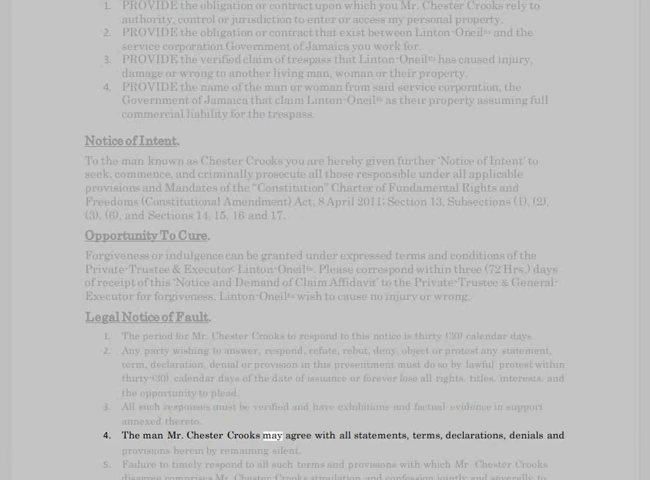 1. PROVIDE the obligation or contract upon which you Mr. Chester Crooks rely to
authority, control or jurisdiction to enter or access my personal property.
2. PROVIDE the obligation or contract that exist between Linton-Oneil and the
service corporation Government of Jamaica you work for.
3. PROVIDE the verified claim of trespass that Linton-Oneil has caused injury,
damage or wrong to another living man, woman or their property.
4. PROVIDE the name of the man or woman from said service corporation, the
Government of Jamaica that claim Linton-Oneil as their property assuming full
commercial liability for the trespass.
Notice of Intent.
To the man known as Chester Crooks you are hereby given further 'Notice of Intent' to
seek, commence, and criminally prosecute all those responsible under all applicable
provisions and Mandates of the "Constitution" Charter of Fundamental Rights and
Freedoms (Constitutional Amendment) Act, 8 April 2011; Section 13, Subsections (1), (2),
(3), (6), and Sections 14, 15, 16 and 17.
Opportunity To Cure.
Forgiveness or indulgence can be granted under expressed terms and conditions of the
Private-Trustee & Executor: Linton-Oneil. Please correspond within three (72 Hrs.) days
of receipt of this 'Notice and Demand of Claim Affidavit' to the Private-Trustee & General-
Executor for forgiveness. Linton-Oneil wish to cause no injury or wrong.
Legal Notice of Fault.
1. The period for Mr. Chester Crooks to respond to this notice is thirty (30) calendar days.
2. Any party wishing to answer, respond, refute, rebut, deny, object or protest any statement,
term, declaration, denial or provision in this presentment must do so by lawful protest within
thirty-(30) calendar days of the date of issuance or forever lose all rights, titles, interests, and
the opportunity to plead.
3. All such responses must be verified and have exhibitions and factual evidence in support
annexed thereto.
4. The man Mr. Chester Crooks may agree with all statements, terms, declarations, denials and
provisions herein by remaining silent.
5. Failure to timely respond to all such terms and provisions with which Mr. Chester Crooks
disagree comprises Mr. Chester Crooks stipulation and confession jointly and severally to